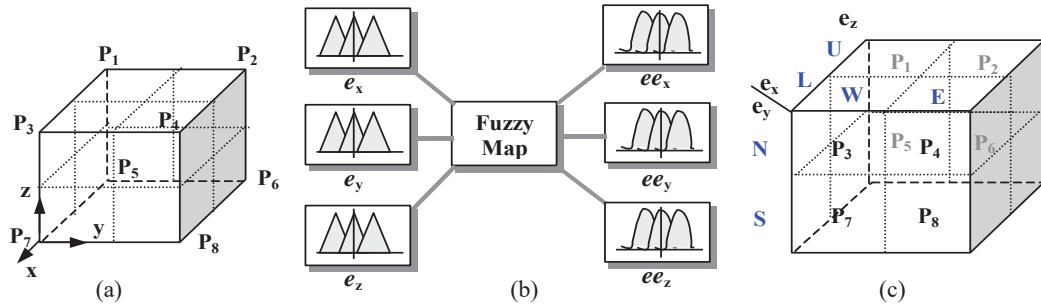 P1 P2
P3 P4
P5 P6
z
P7 y P8
x
(a)
ex
ey
ez
Fuzzy
Map
eex
eey
eez
(b)
ez
U
P1 P2
L
ex
W E
ey
N P3 P5 P4 P6
S P7 P8
(c)